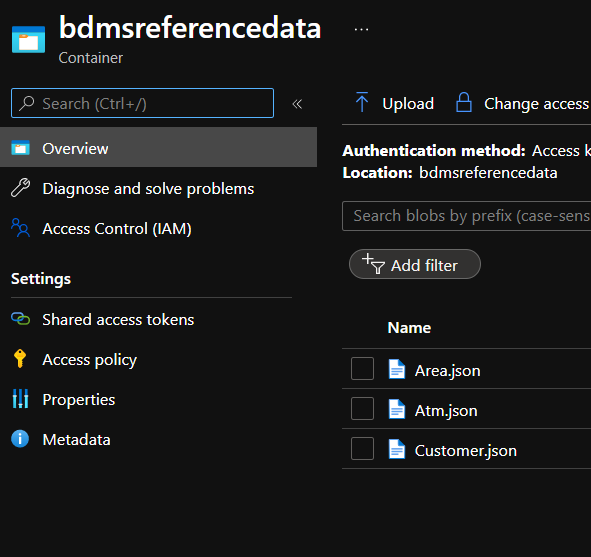 bdmsreferencedata ...
Container
Search (Ctrl+/) «
Overview
Diagnose and solve problems
Access Control (IAM)
Settings
Shared access tokens
Access policy
Properties
Metadata
Upload Change access
Authentication method: Access k
Location: bdmsreferencedata
Search blobs by prefix (case-sens
Add filter
Name
Area.json
Atm.json
Customer.json